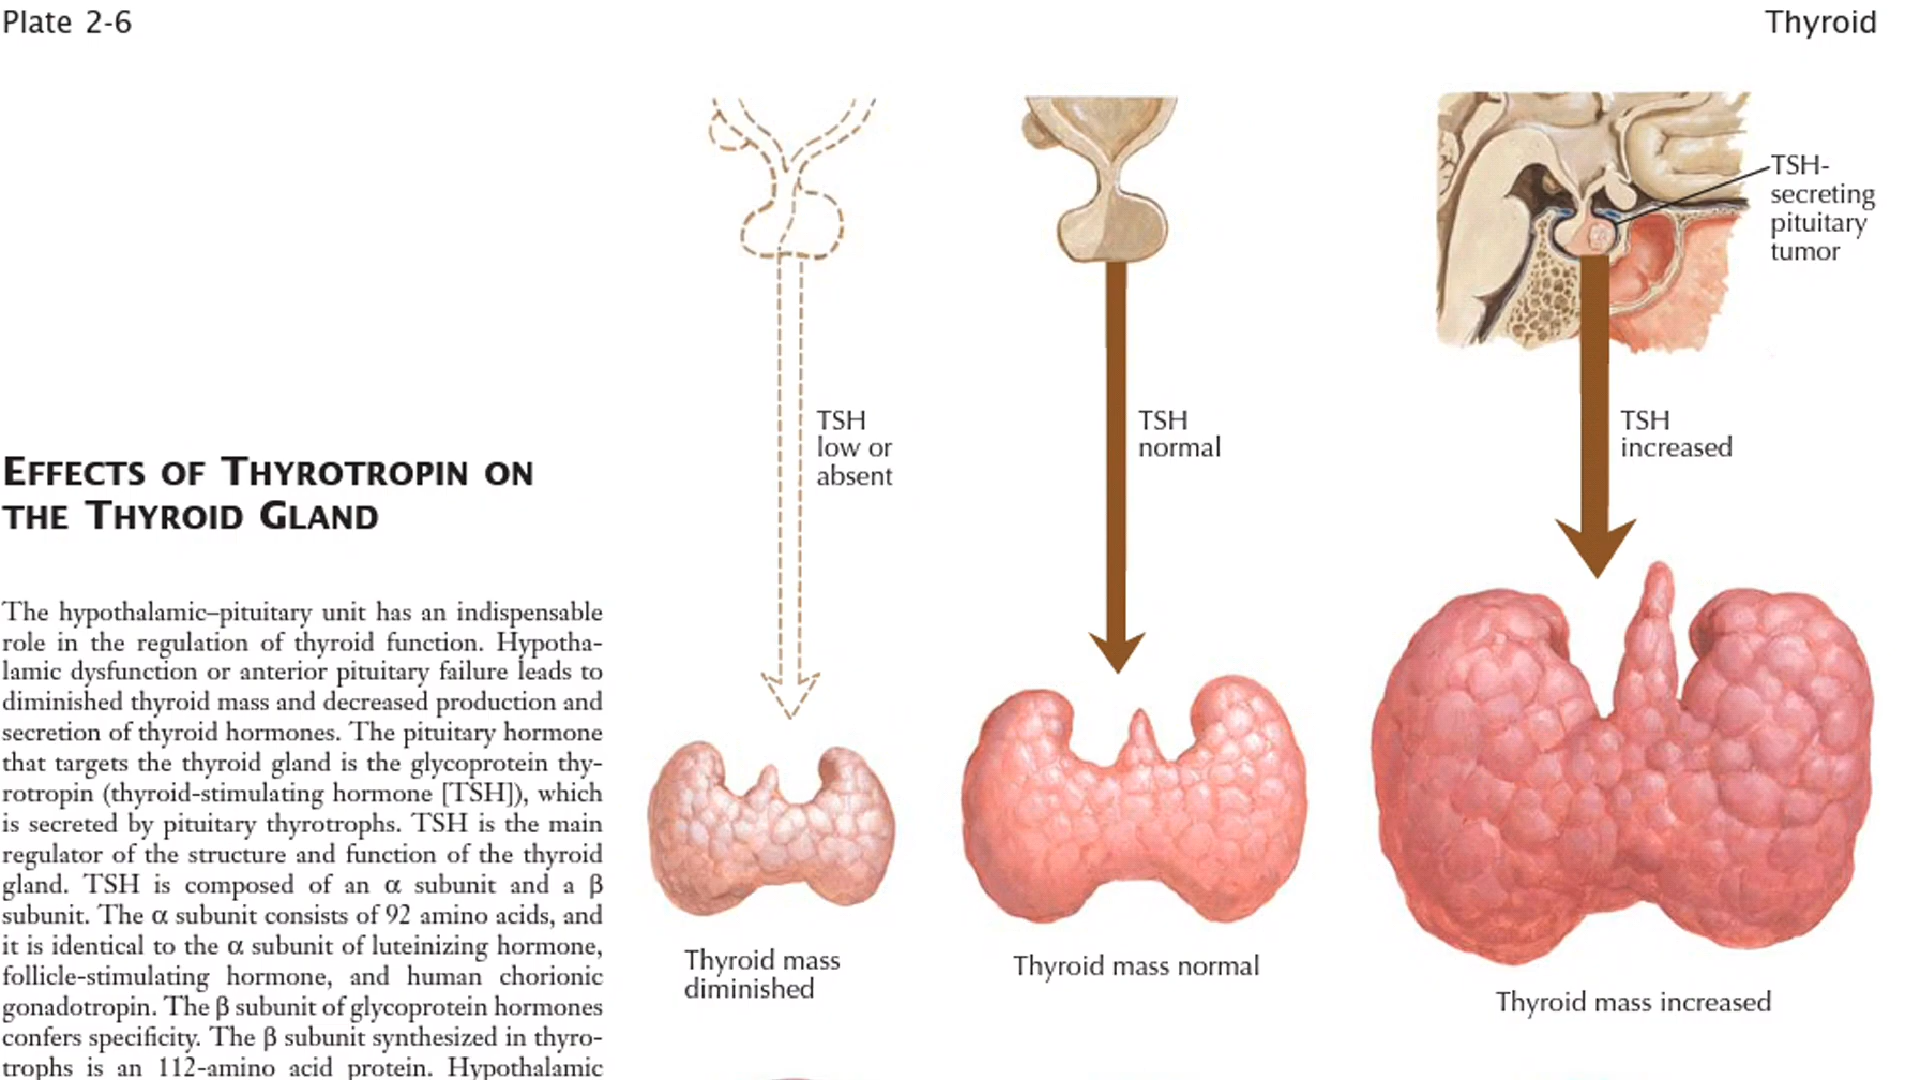 Plate 2-6
Thyroid
TSH-
secreting
pituitary
tumor
TSH
low or
absent
TSH
normal
TSH
increased
EFFECTS OF THYROTROPIN ON
THE THYROID GLAND
The hypothalamic–pituitary unit has an indispensable
role in the regulation of thyroid function. Hypotha-
lamic dysfunction or anterior pituitary failure leads to
diminished thyroid mass and decreased production and
secretion of thyroid hormones. The pituitary hormone
that targets the thyroid gland is the glycoprotein thy-
rotropin (thyroid-stimulating hormone [TSH]), which
is secreted by pituitary thyrotrophs. TSH is the main
regulator of the structure and function of the thyroid
gland. TSH is composed of an α subunit and a β
subunit. The α subunit consists of 92 amino acids, and
it is identical to the α subunit of luteinizing hormone,
follicle-stimulating hormone, and human chorionic
gonadotropin. The β subunit of glycoprotein hormones
confers specificity. The β subunit synthesized in thyro-
trophs is an 112-amino acid protein. Hypothalamic
Thyroid mass
diminished
Thyroid mass normal
Thyroid mass increased